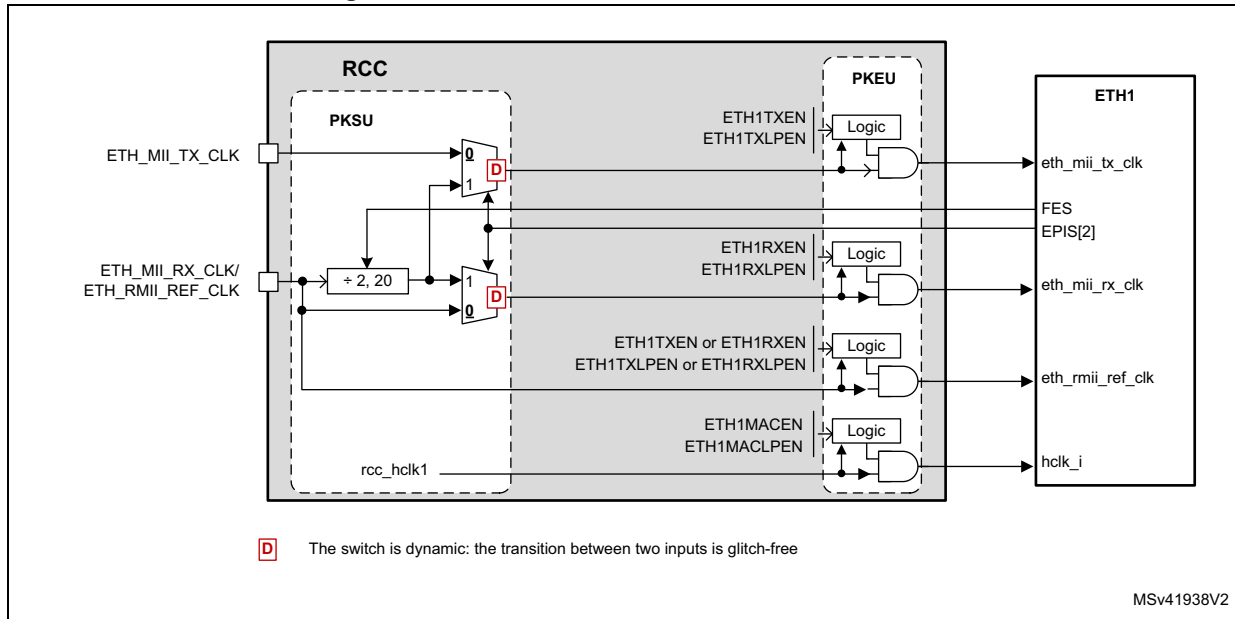 RCC
PKSU
PKEU
ETH1
ETH1TXEN
ETH1TXLPEN
Logic
ETH_MII_TX_CLK
0
D
1
eth_mii_tx_clk
FES
EPIS[2]
ETH1RXEN
ETH1RXLPEN
Logic
ETH_MII_RX_CLK/
ETH_RMII_REF_CLK
÷ 2, 20
1
D
0
eth_mii_rx_clk
ETH1TXEN or ETH1RXEN
ETH1TXLPEN or ETH1RXLPEN
Logic
eth_rmii_ref_clk
ETH1MACEN
ETH1MACLPEN
Logic
rcc_hclk1
hclk_i
D The switch is dynamic: the transition between two inputs is glitch-free
MSv41938V2